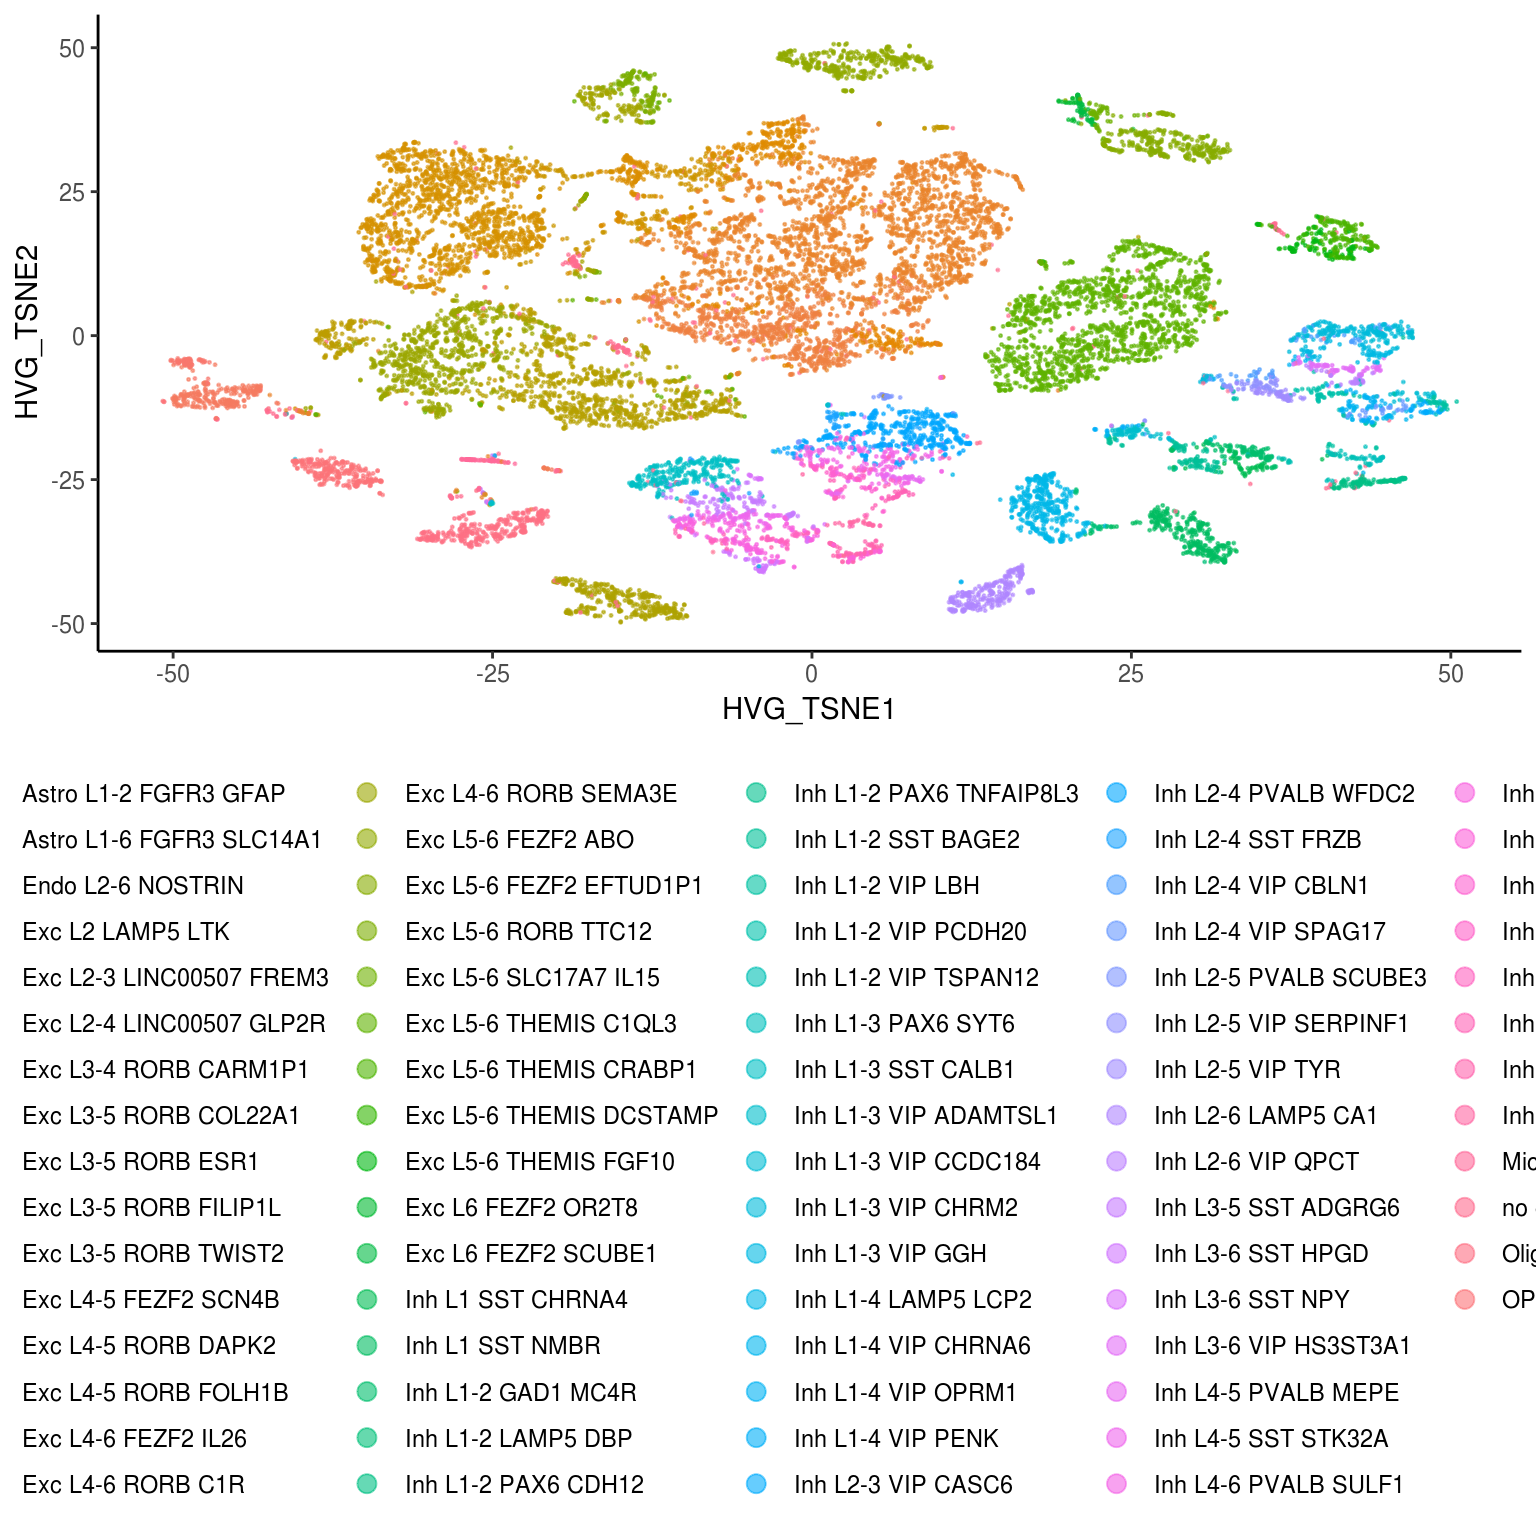 50
25
0
-25
-50
HVG_TSNE2
-50 -25 0 25 50
HVG_TSNE1
Astro L1-2 FGFR3 GFAP Exc L4-6 RORB SEMA3E Inh L1-2 PAX6 TNFAIP8L3 Inh L2-4 PVALB WFDC2 Inh
Astro L1-6 FGFR3 SLC14A1 Exc L5-6 FEZF2 ABO Inh L1-2 SST BAGE2 Inh L2-4 SST FRZB Inh
Endo L2-6 NOSTRIN Exc L5-6 FEZF2 EFTUD1P1 Inh L1-2 VIP LBH Inh L2-4 VIP CBLN1 Inh
Exc L2 LAMP5 LTK Exc L5-6 RORB TTC12 Inh L1-2 VIP PCDH20 Inh L2-4 VIP SPAG17 Inh
Exc L2-3 LINC00507 FREM3 Exc L5-6 SLC17A7 IL15 Inh L1-2 VIP TSPAN12 Inh L2-5 PVALB SCUBE3 Inh
Exc L2-4 LINC00507 GLP2R Exc L5-6 THEMIS C1QL3 Inh L1-3 PAX6 SYT6 Inh L2-5 VIP SERPINF1 Inh
Exc L3-4 RORB CARM1P1 Exc L5-6 THEMIS CRABP1 Inh L1-3 SST CALB1 Inh L2-5 VIP TYR Inh
Exc L3-5 RORB COL22A1 Exc L5-6 THEMIS DCSTAMP Inh L1-3 VIP ADAMTSL1 Inh L2-6 LAMP5 CA1 Inh
Exc L3-5 RORB ESR1 Exc L5-6 THEMIS FGF10 Inh L1-3 VIP CCDC184 Inh L2-6 VIP QPCT Mic
Exc L3-5 RORB FILIP1L Exc L6 FEZF2 OR2T8 Inh L1-3 VIP CHRM2 Inh L3-5 SST ADGRG6 no
Exc L3-5 RORB TWIST2 Exc L6 FEZF2 SCUBE1 Inh L1-3 VIP GGH Inh L3-6 SST HPGD Olig
Exc L4-5 FEZF2 SCN4B Inh L1 SST CHRNA4 Inh L1-4 LAMP5 LCP2 Inh L3-6 SST NPY OP
Exc L4-5 RORB DAPK2 Inh L1 SST NMBR Inh L1-4 VIP CHRNA6 Inh L3-6 VIP HS3ST3A1
Exc L4-5 RORB FOLH1B Inh L1-2 GAD1 MC4R Inh L1-4 VIP OPRM1 Inh L4-5 PVALB MEPE
Exc L4-6 FEZF2 IL26 Inh L1-2 LAMP5 DBP Inh L1-4 VIP PENK Inh L4-5 SST STK32A
Exc L4-6 RORB C1R Inh L1-2 PAX6 CDH12 Inh L2-3 VIP CASC6 Inh L4-6 PVALB SULF1